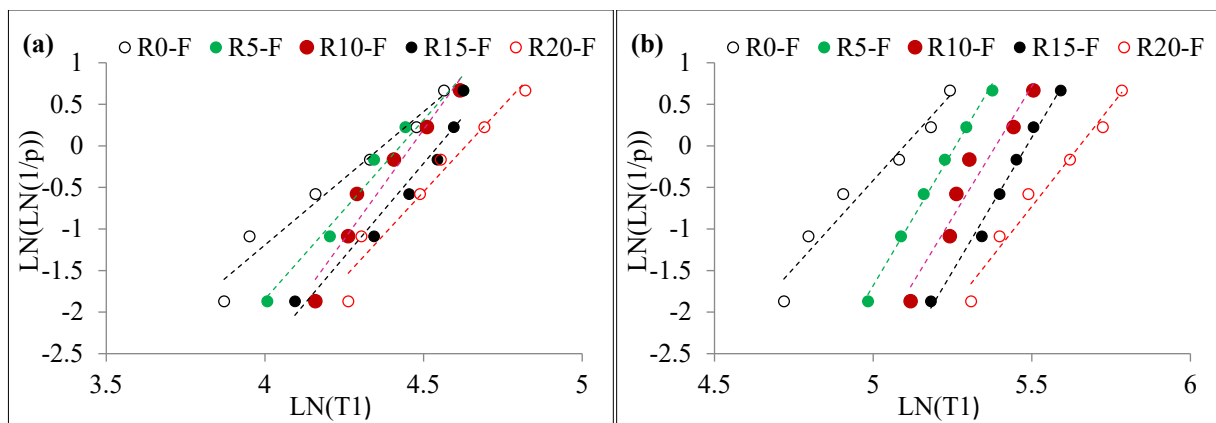 (a) R0-F R5-F R10-F R15-F R20-F
1
0.5
0
-0.5
-1
-1.5
-2
-2.5
LN(LN(1/p))
3.5 4 4.5 5
LN(T1)
(b) R0-F R5-F R10-F R15-F R20-F
1
0.5
0
-0.5
-1
-1.5
-2
-2.5
LN(LN(1/p))
4.5 5 5.5 6
LN(T1)